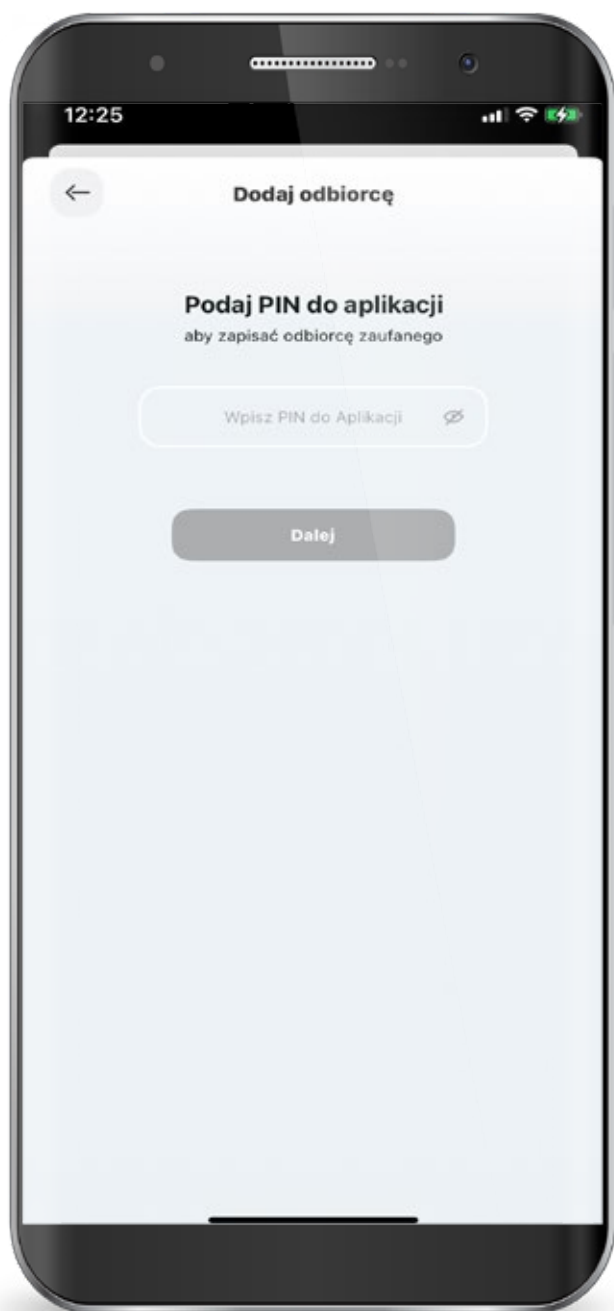 12:25
Dodaj odbiorcę
Podaj PIN do aplikacji
aby zapisać odbiorcę zaufanego
Wpisz PIN do Aplikacji
Dalej